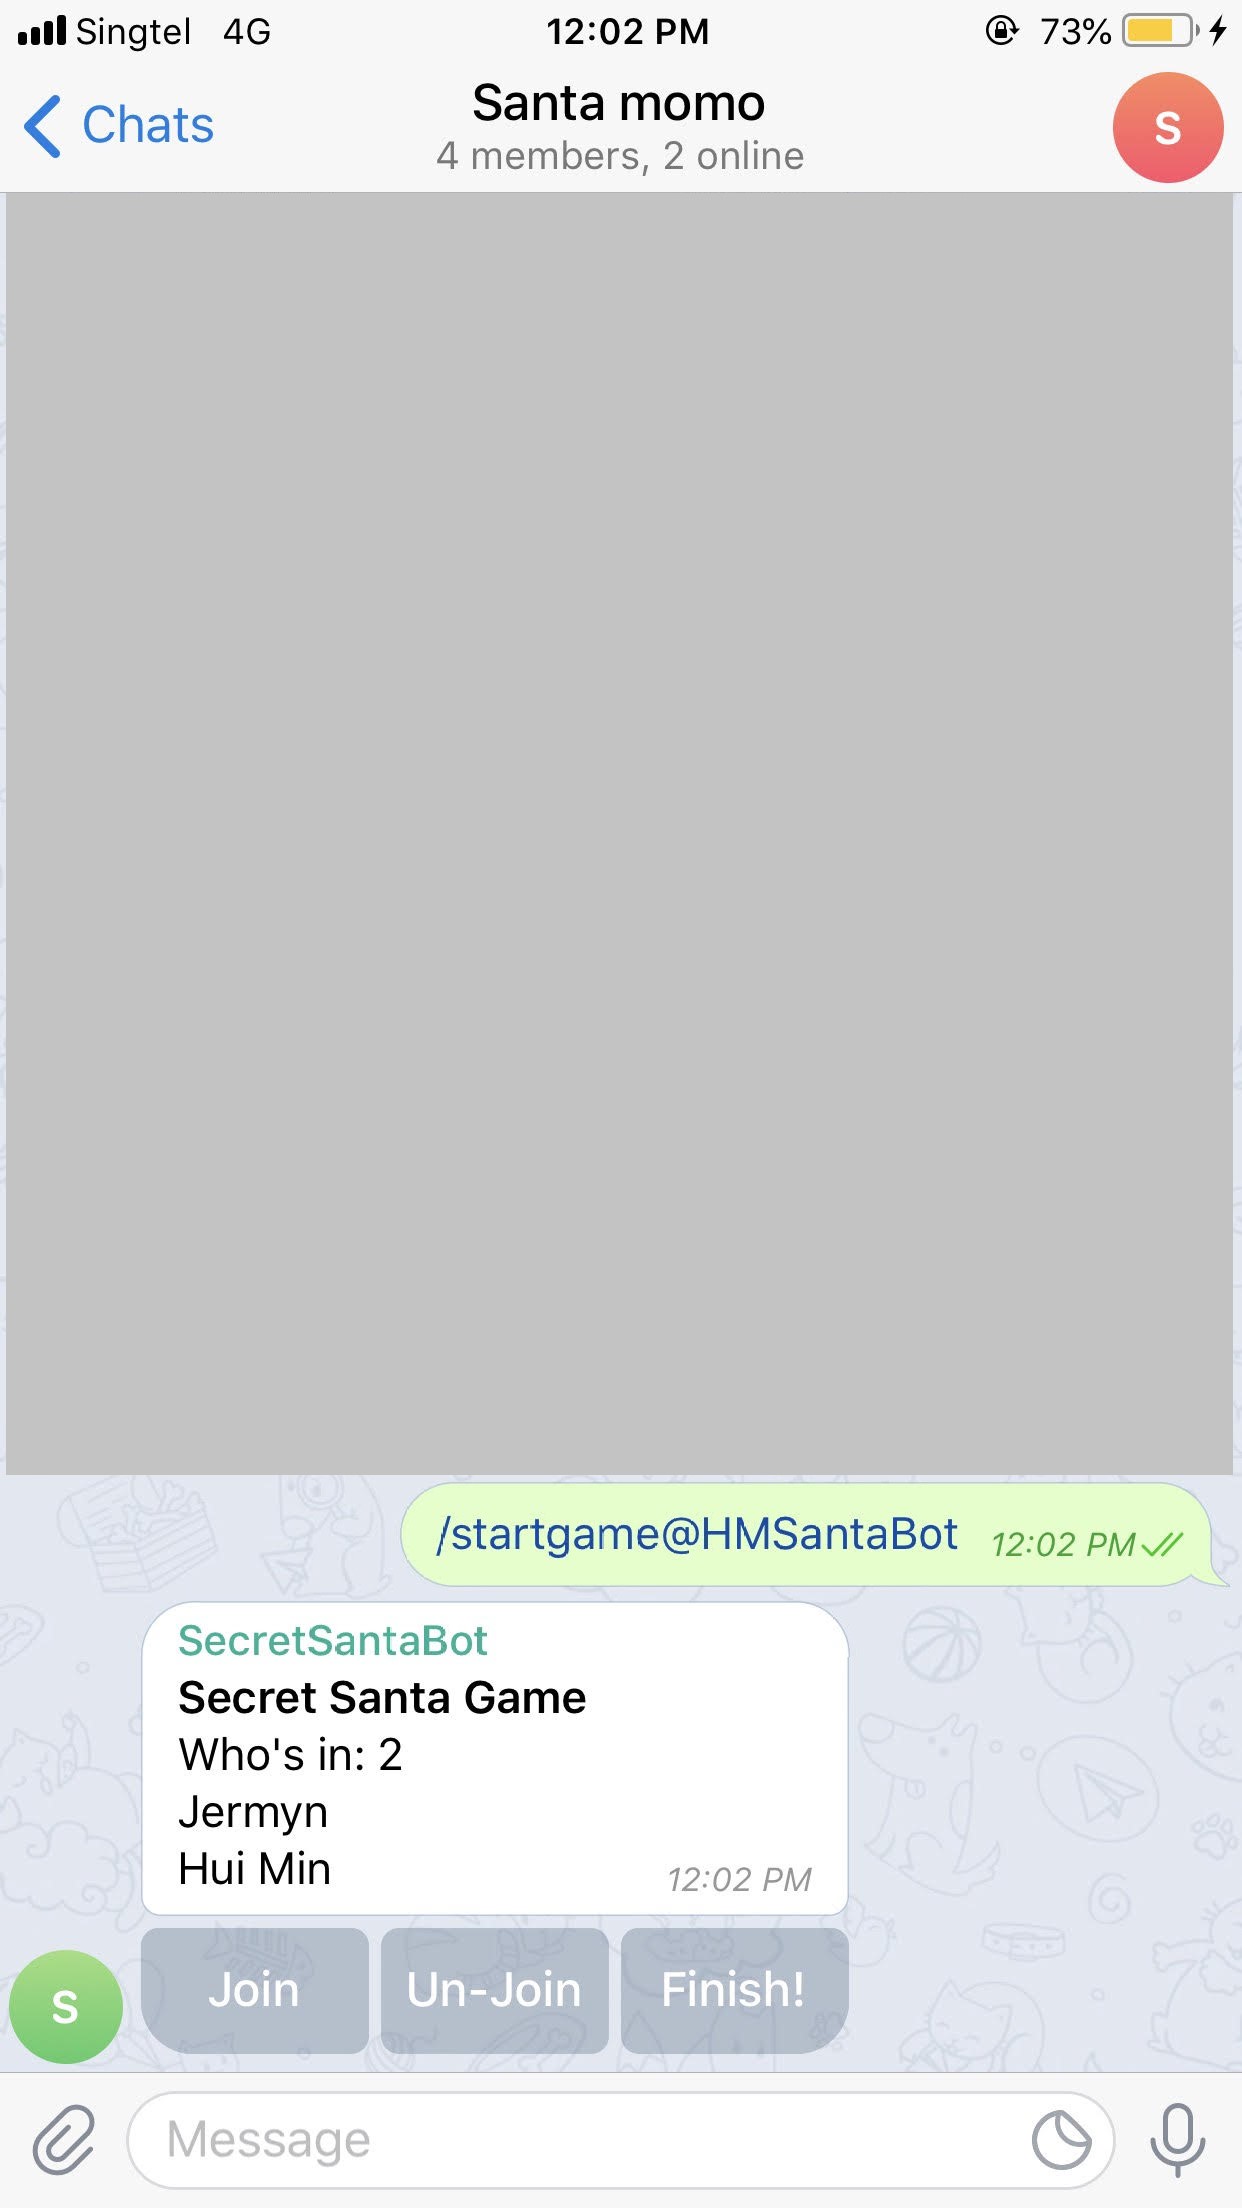 Singtel 4G 12:02 PM 73%
Chats
Santa momo
4 members, 2 online
S
/startgame@HMSantaBot 12:02 PM
SecretSantaBot
Secret Santa Game
Who's in: 2
Jermyn
Hui Min 12:02 PM
Join Un-Join Finish!
S
Message